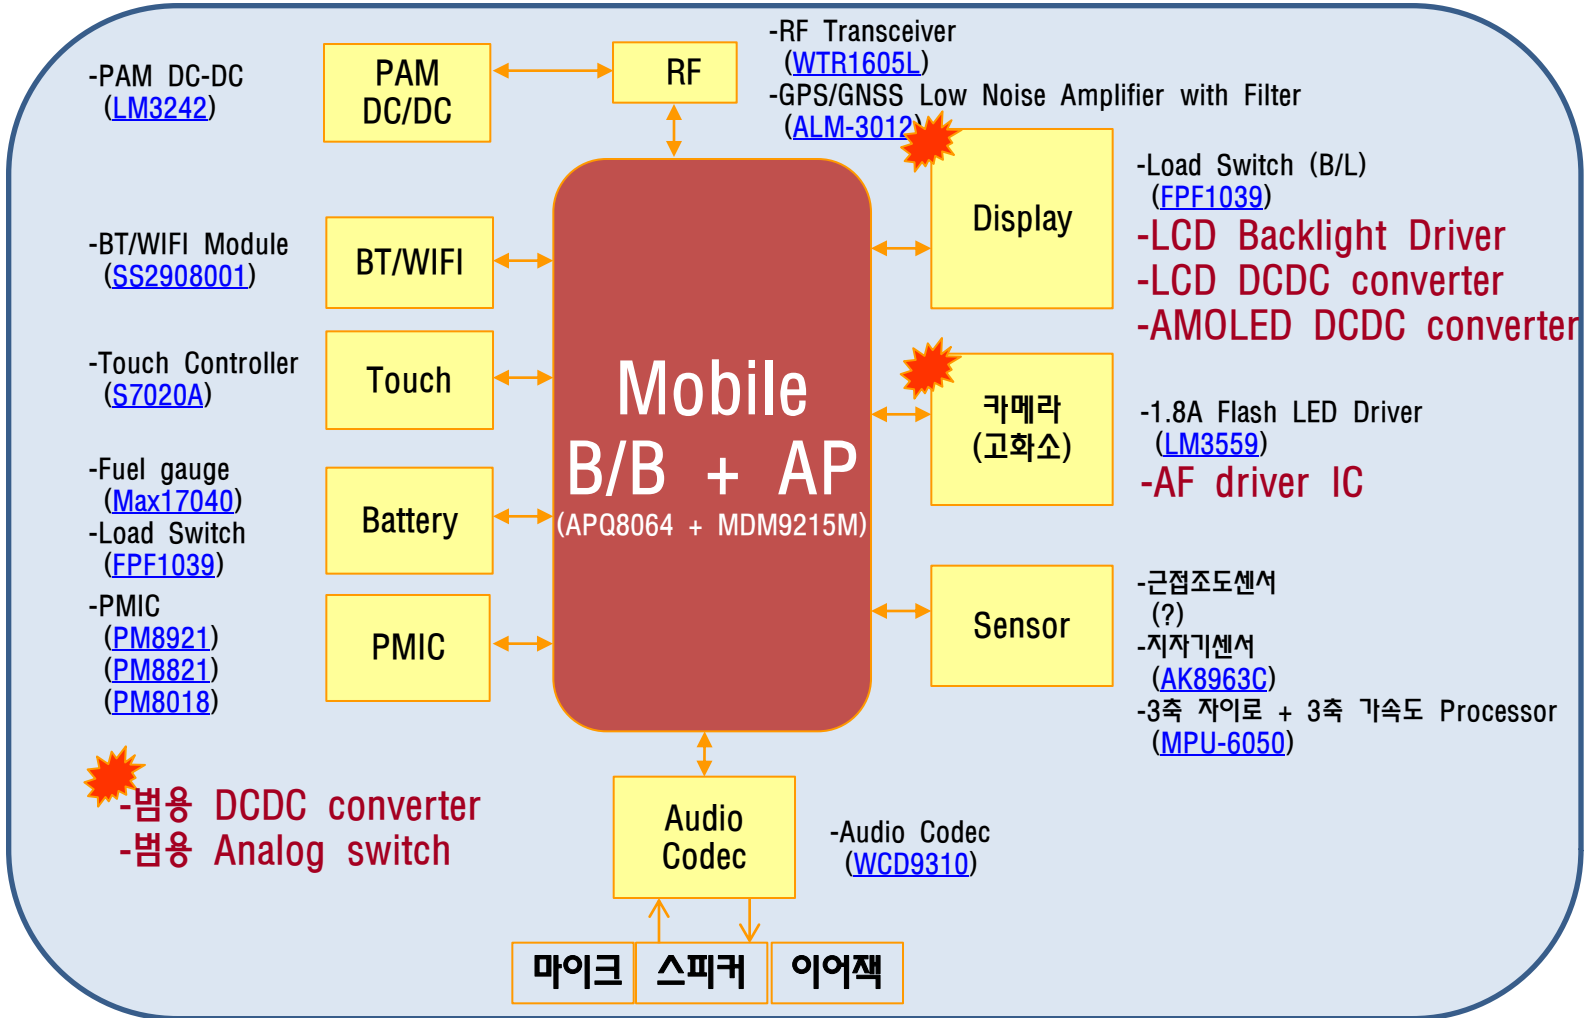 -PAM DC-DC
(LM3242)
PAM
DC/DC
RF
-RF Transceiver
(WTR1605L)
-GPS/GNSS Low Noise Amplifier with Filter
(ALM-3012)
-BT/WIFI Module
(SS2908001)
BT/WIFI
-Touch Controller
(S7020A)
Touch
-Fuel gauge
(Max17040)
-Load Switch
(FPF1039)
Battery
-PMIC
(PM8921)
(PM8821)
(PM8018)
PMIC
Mobile
B/B + AP
(APQ8064 + MDM9215M)
Display
-Load Switch (B/L)
(FPF1039)
-LCD Backlight Driver
-LCD DCDC converter
-AMOLED DCDC converter
카메라
(고화소)
-1.8A Flash LED Driver
(LM3559)
-AF driver IC
Sensor
-근접조도센서
(?)
-지자기센서
(AK8963C)
-3축 자이로 + 3축 가속도 Processor
(MPU-6050)
-범용 DCDC converter
-범용 Analog switch
Audio
Codec
-Audio Codec
(WCD9310)
마이크
스피커
이어잭